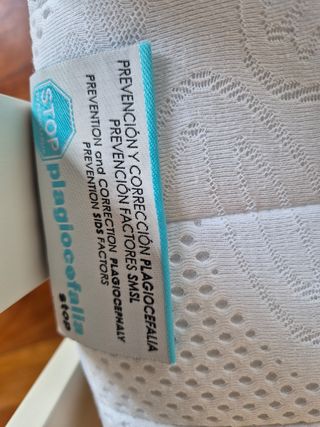 STOP
plagiocefalia
stop
PREVENCIÓN Y CORRECCIÓN PLAGIOCEFALIA
PREVENCIÓN FACTORES SMSL
PREVENTION and CORRECTION PLAGIOCEPHALY
PREVENTION SIDS FACTORS